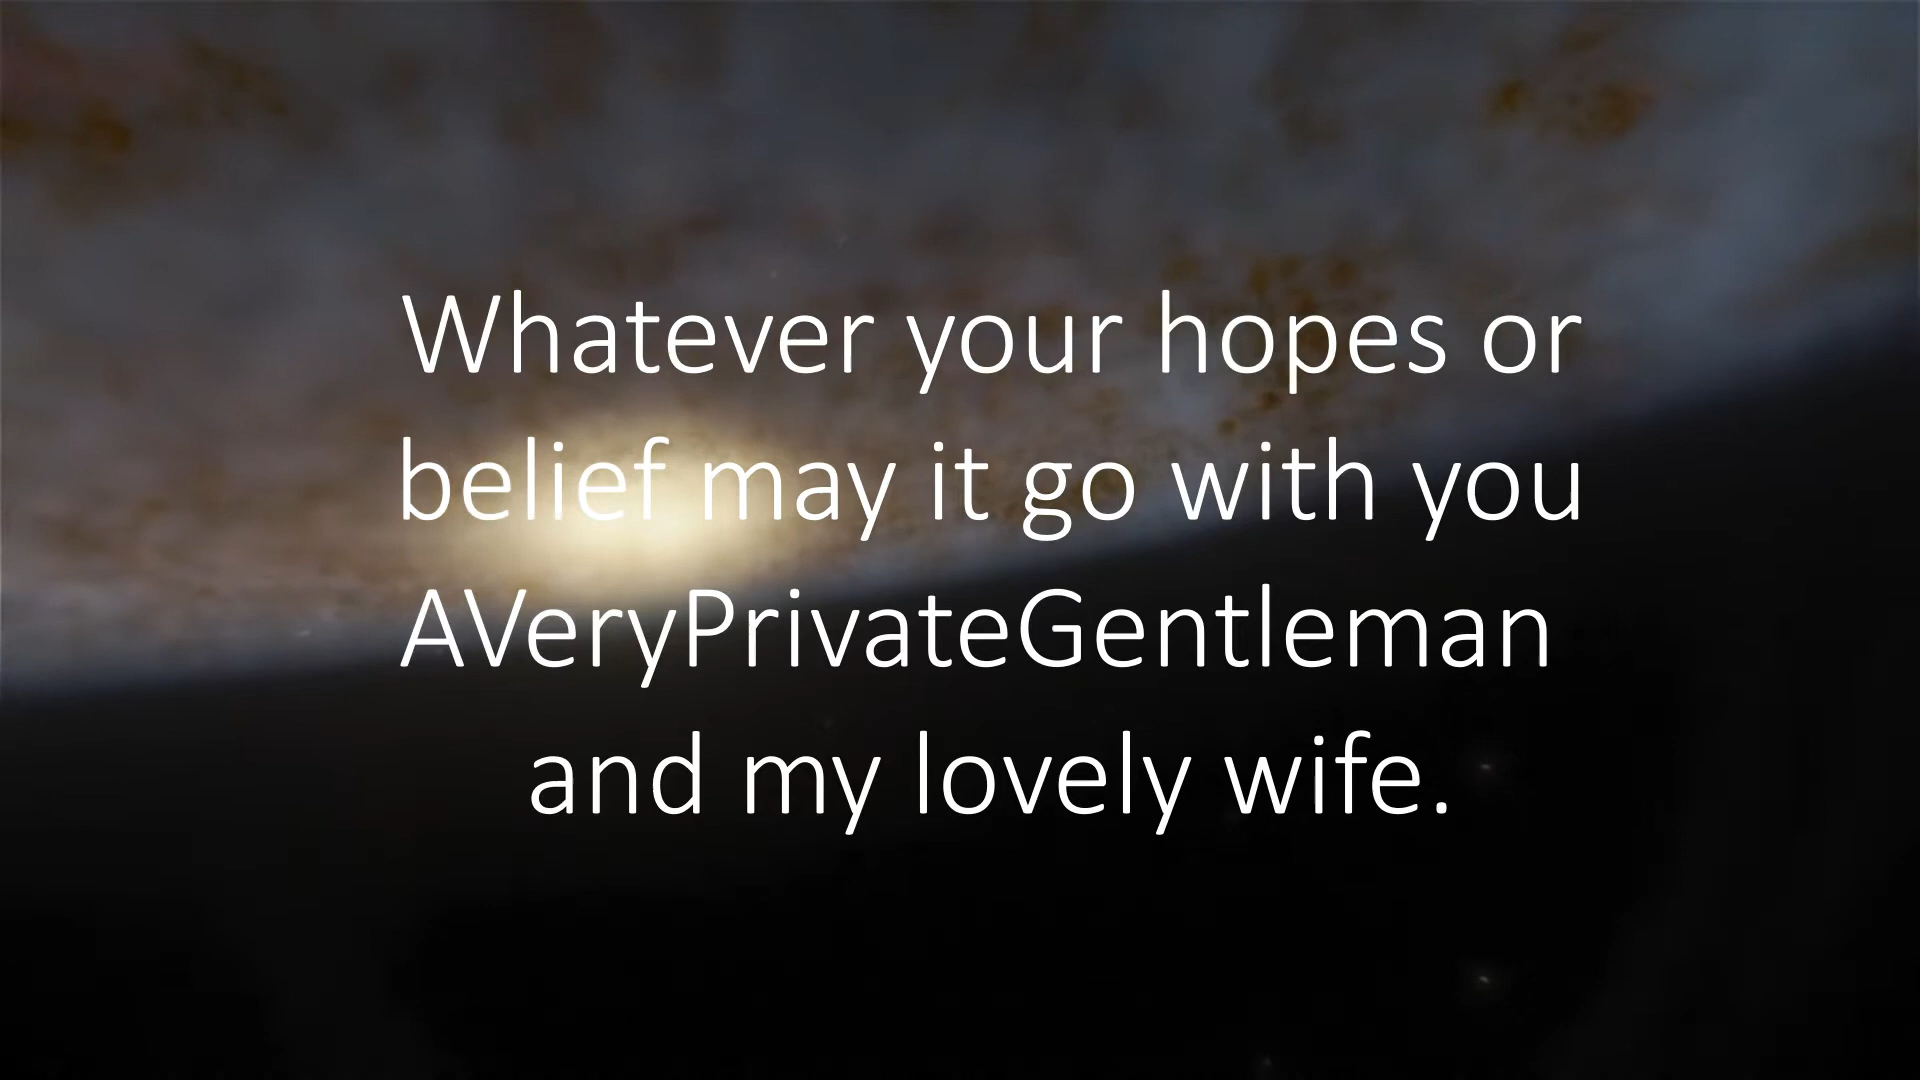 Whatever your hopes or
belief may it go with you
AVeryPrivateGentleman
and my lovely wife.